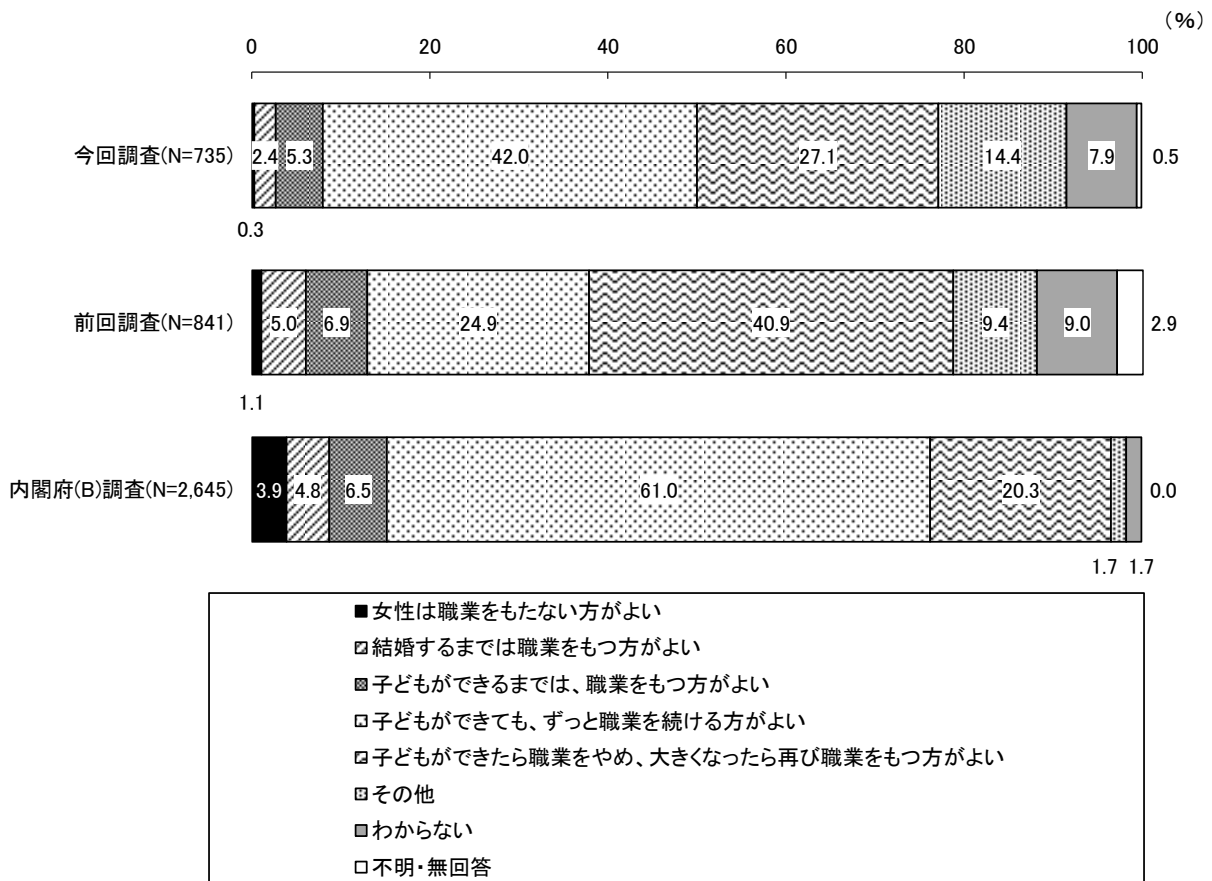 （％）
0 20 40 60 80 100
今回調査(N=735) 2.4 5.3 42.0 27.1 14.4 7.9 0.5
0.3
前回調査(N=841) 5.0 6.9 24.9 40.9 9.4 9.0 2.9
1.1
内閣府(B)調査(N=2,645) 3.9 4.8 6.5 61.0 20.3 0.0
1.7 1.7
女性は職業をもたない方がよい
結婚するまでは職業をもつ方がよい
子どもができるまでは、職業をもつ方がよい
子どもができても、ずっと職業を続ける方がよい
子どもができたら職業をやめ、大きくなったら再び職業をもつ方がよい
その他
わからない
不明・無回答